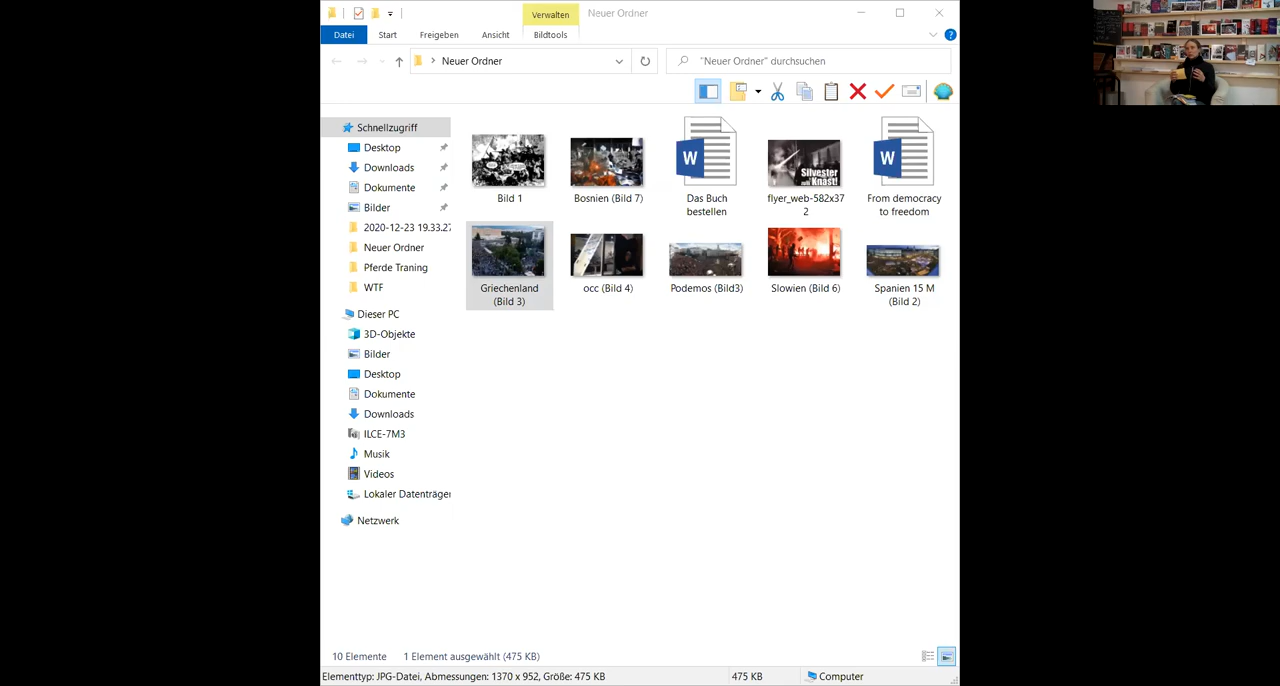 Verwalten
Neuer Ordner
Datei
Start
Freigeben
Ansicht
Bildtools
Neuer Ordner
"Neuer Ordner" durchsuchen
Schnellzugriff
Desktop
Downloads
Dokumente
Bilder
2020-12-23 19.33.27
Neuer Ordner
Pferde Traning
WTF
Dieser PC
3D-Objekte
Bilder
Desktop
Dokumente
Downloads
ILCE-7M3
Musik
Videos
Lokaler Datenträger
Netzwerk
W
Silvester
zum Knast!
W
Bild 1
Bosnien (Bild 7)
Das Buch
bestellen
flyer_web-582x37
2
From democracy
to freedom
Griechenland
(Bild 3)
occ (Bild 4)
Podemos (Bild3)
Slowien (Bild 6)
Spanien 15 M
(Bild 2)
10 Elemente
1 Element ausgewählt (475 KB)
Elementtyp: JPG-Datei, Abmessungen: 1370 x 952, Größe: 475 KB
475 KB
Computer